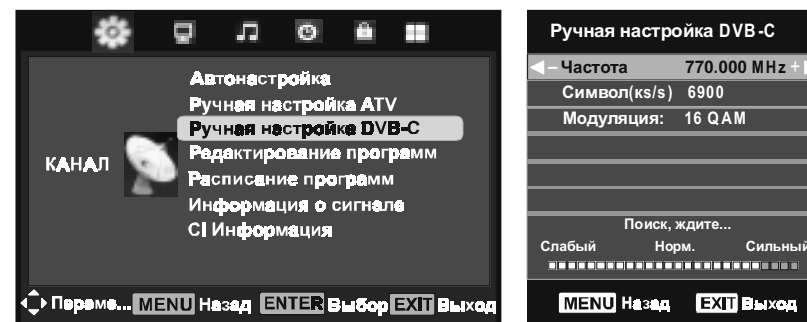 Автонастройка
Ручная настройка ATV
Ручная настройка DVB-C
Редактирование программ
КАНАЛ
Расписание программ
Информация о сигнале
CI Информация
Параме... MENU Назад ENTER Выбор EXIT Выход
Ручная настройка DVB-C
– Частота 770.000 MHz +
Символ(кs/s) 6900
Модуляция: 16 QAM
Поиск, ждите...
Слабый Норм. Сильный
MENU Назад EXIT Выход